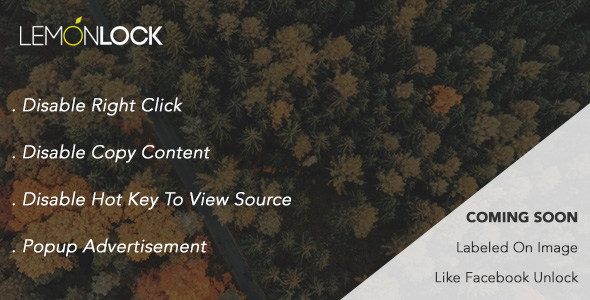 LEMONLOCK
. Disable Right Click
. Disable Copy Content
. Disable Hot Key To View Source
. Popup Advertisement
COMING SOON
Labeled On Image
Like Facebook Unlock